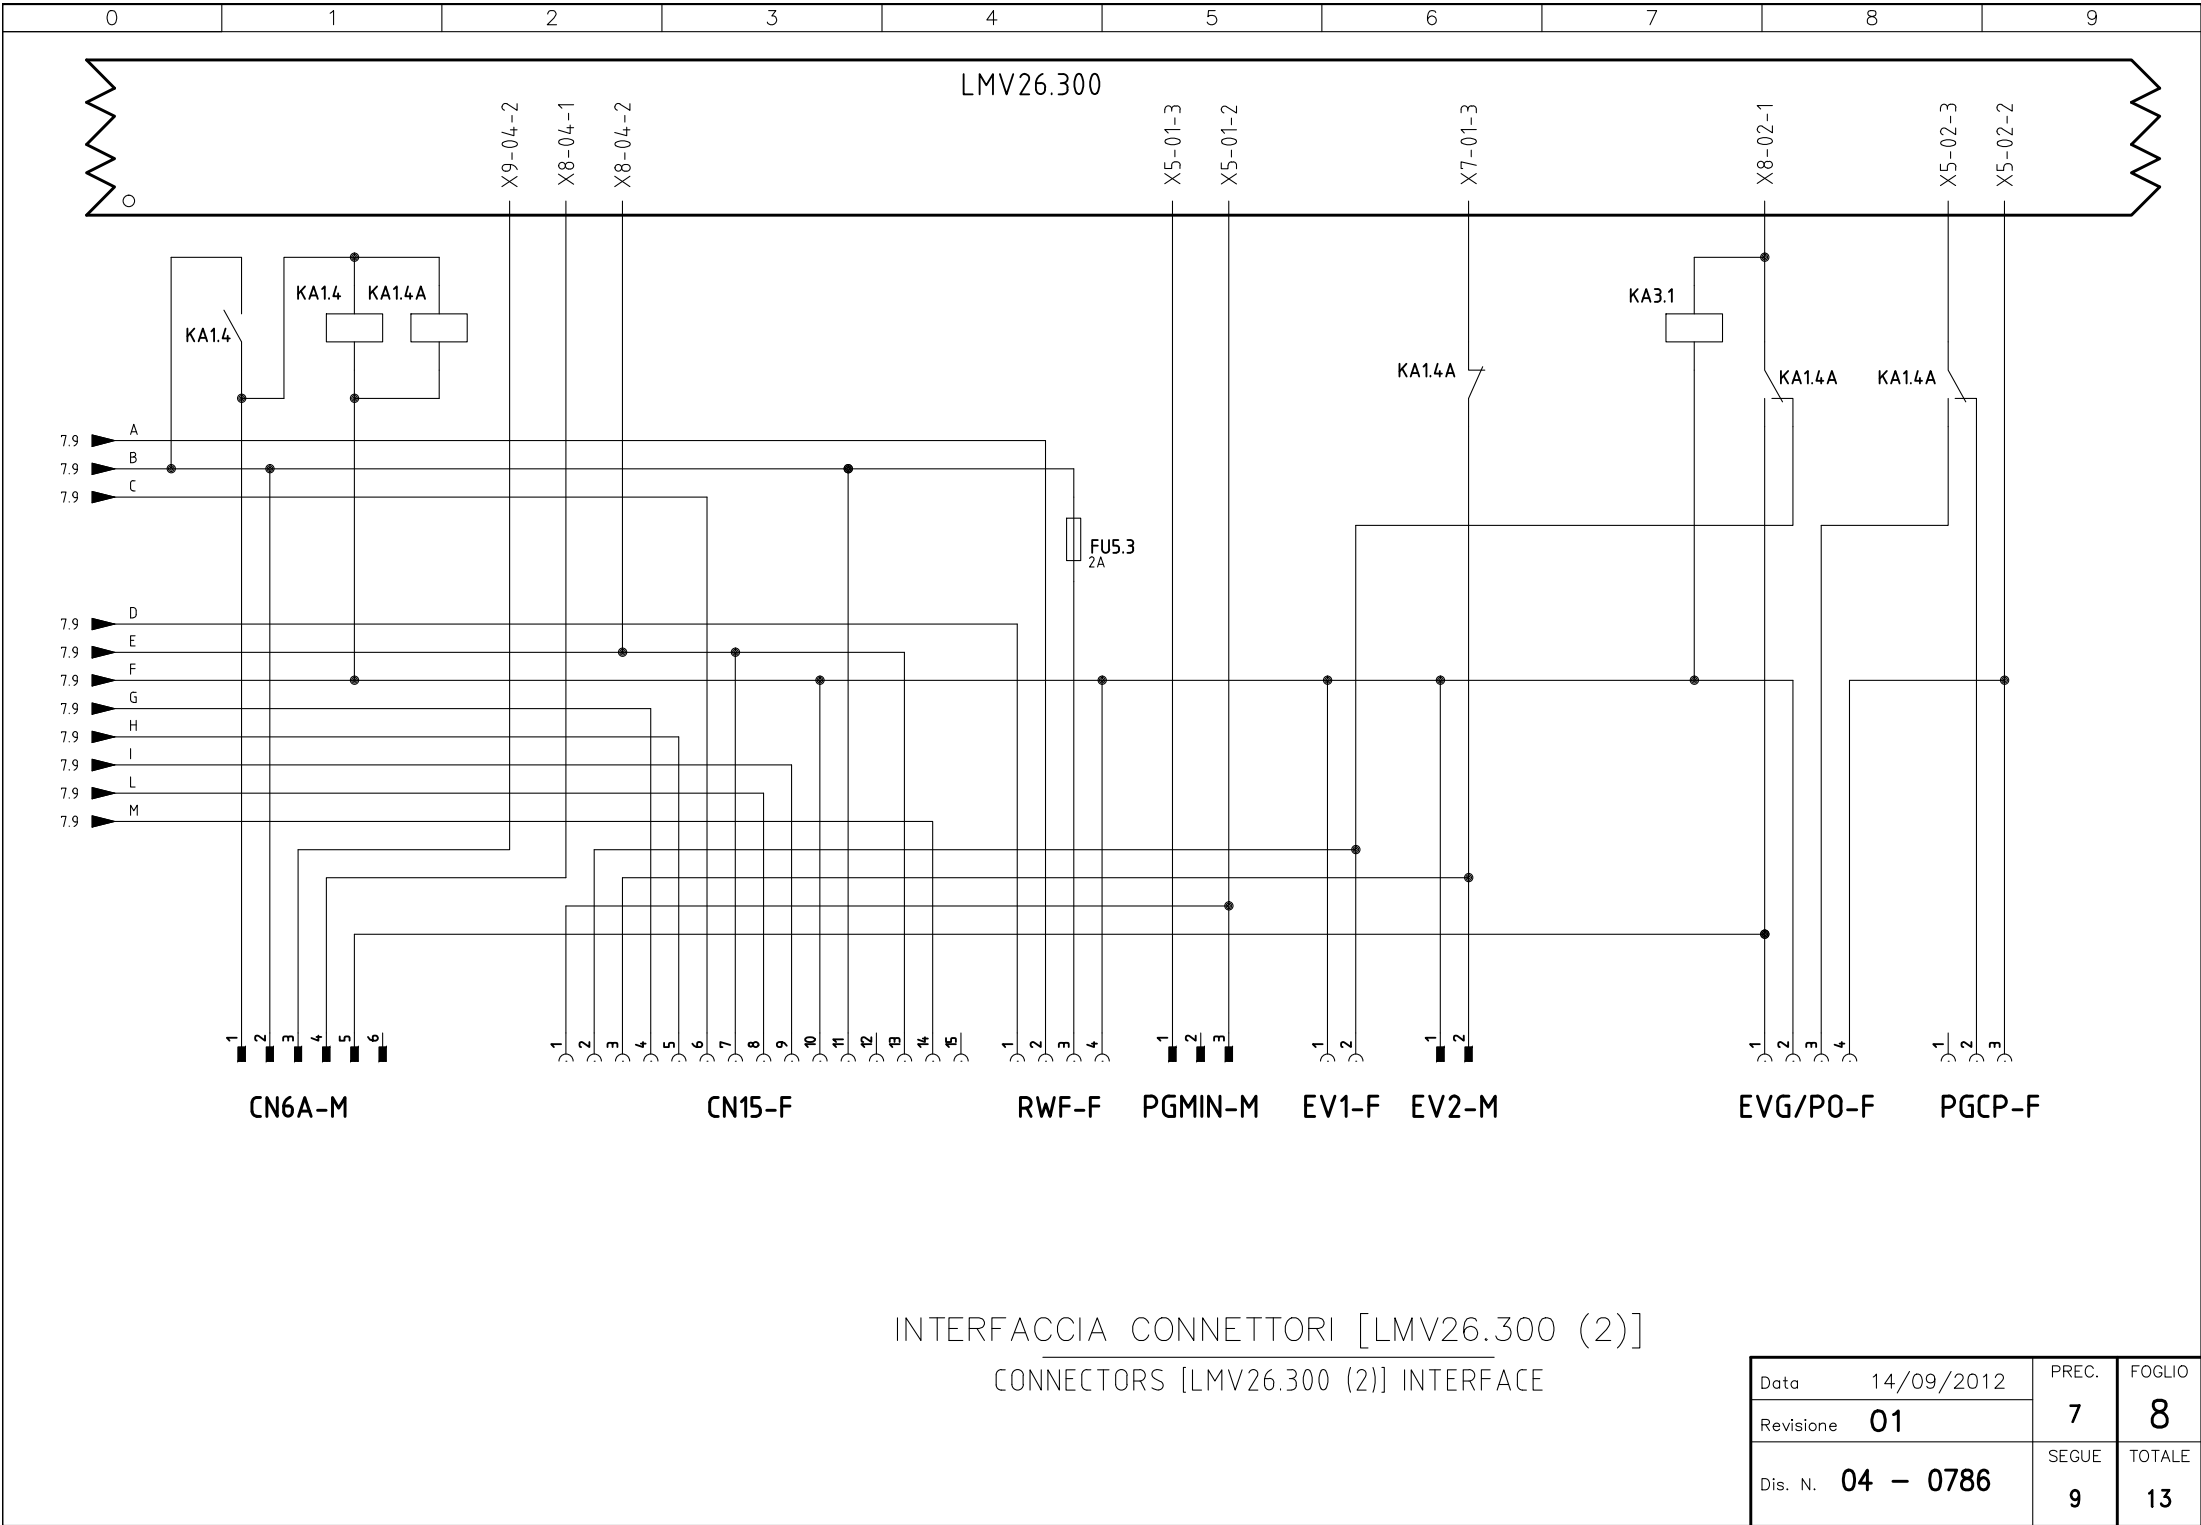 0 1 2 3 4 5 6 7 8 9
LMV26.300
X9-04-2 X8-04-1 X8-04-2 X5-01-3 X5-01-2 X7-01-3 X8-02-1 X5-02-3 X5-02-2
KA1.4 KA1.4A KA3.1
KA1.4
KA1.4A KA1.4A KA1.4A
7.9 A
7.9 B
7.9 C
FU5.3
2A
7.9 D
7.9 E
7.9 F
7.9 G
7.9 H
7.9 I
7.9 L
7.9 M
1 2 3 4 5 6 1 2 3 4 5 6 7 8 9 10 11 12 13 14 15 1 2 3 4 1 2 3 1 2 1 2 1 2 3 4 1 2 3
CN6A-M CN15-F RWF-F PGMIN-M EV1-F EV2-M EVG/PO-F PGCP-F
INTERFACCIA CONNETTORI [LMV26.300 (2)]
CONNECTORS [LMV26.300 (2)] INTERFACE
Data 14/09/2012 PREC. FOGLIO
Revisione 01 7 8
SEGUE TOTALE
Dis. N. 04 - 0786 9 13